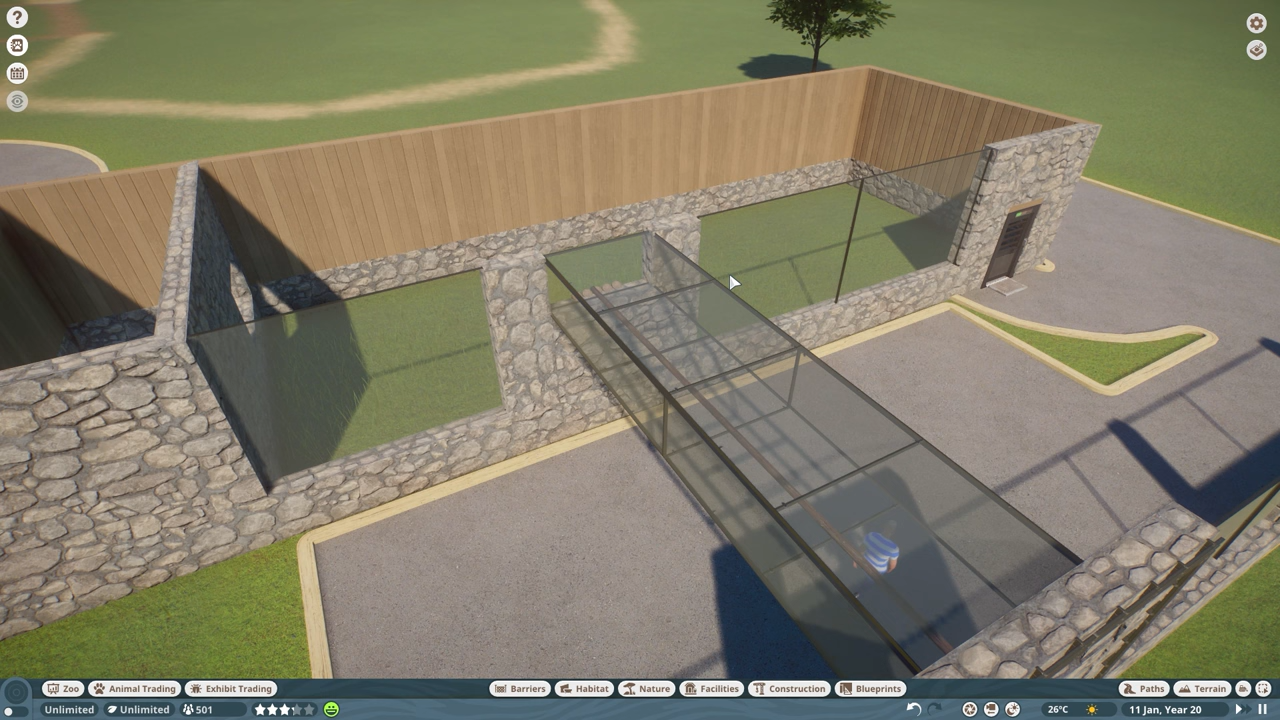 ?
Zoo
Animal Trading
Exhibit Trading
Barriers
Habitat
Nature
Facilities
Construction
Blueprints
Paths
Terrain
Unlimited
Unlimited
501
26°C
11 Jan, Year 20